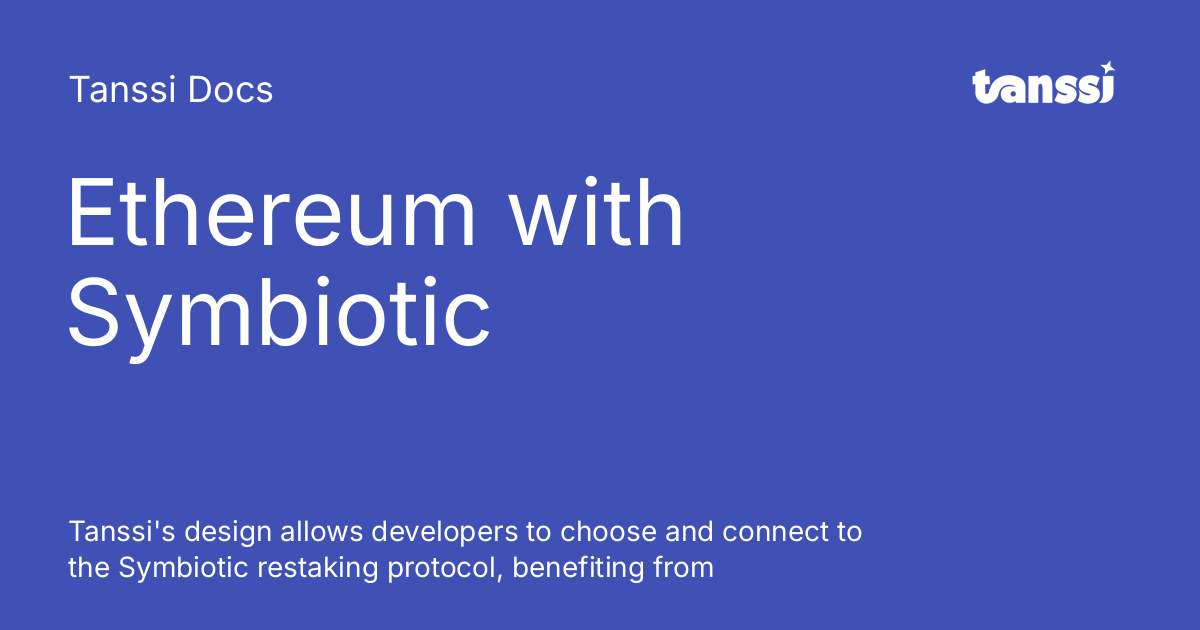 Tanssi Docs
tanssi
Ethereum with
Symbiotic
Tanssi's design allows developers to choose and connect to
the Symbiotic restaking protocol, benefiting from